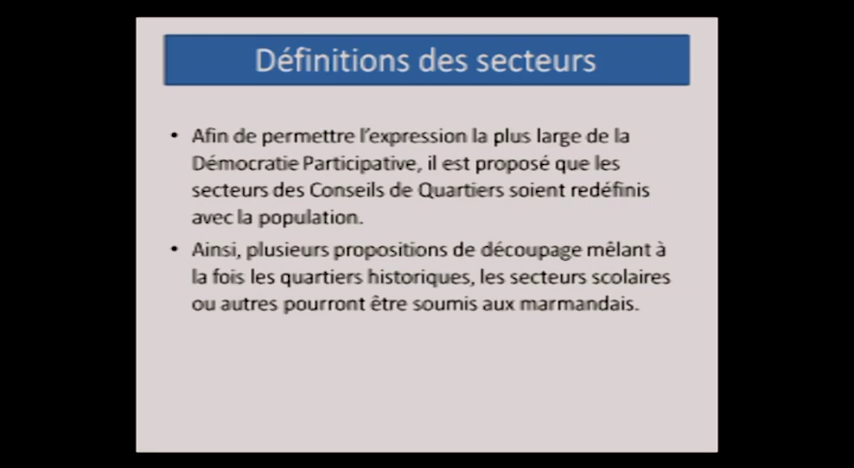 Définitions des secteurs
• Afin de permettre l'expression la plus large de la
Démocratie Participative, il est proposé que les
secteurs des Conseils de Quartiers soient redéfinis
avec la population.
• Ainsi, plusieurs propositions de découpage mêlant à
la fois les quartiers historiques, les secteurs scolaires
ou autres pourront être soumis aux marmandais.